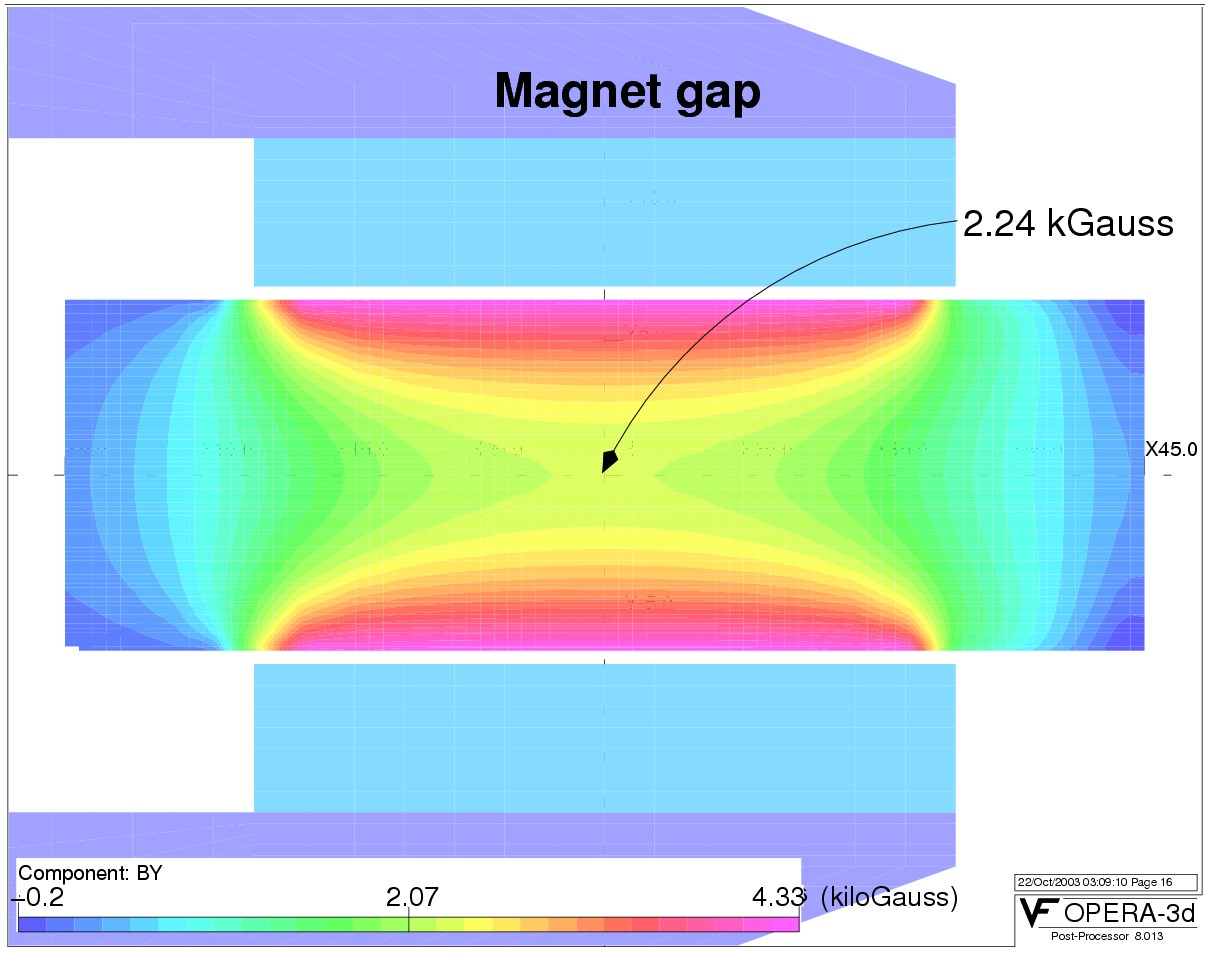 Magnet gap
2.24 kGauss
X45.0
Component: BY
-0.2 2.07 4.33 (kiloGauss)
22/Oct/2003 03:09:10 Page 16
VF OPERA-3d
Post-Processor 8.013